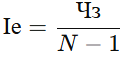 Ie = Чз / (N − 1)